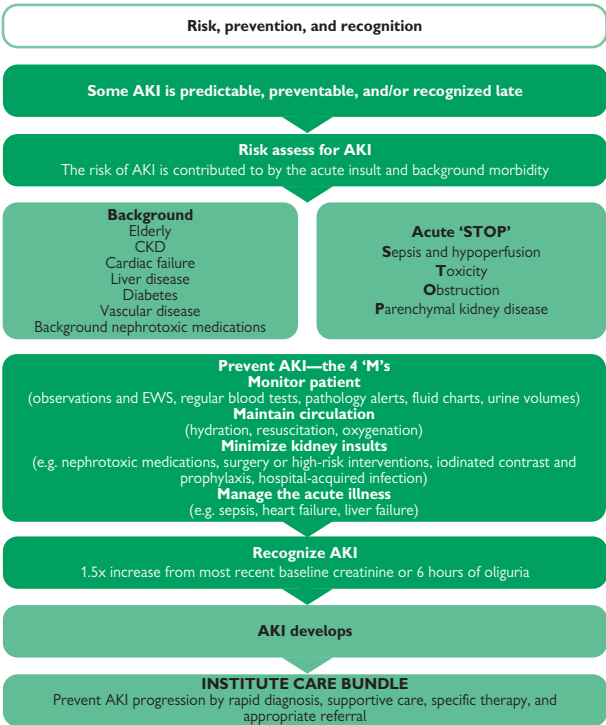 Risk, prevention, and recognition
Some AKI is predictable, preventable, and/or recognized late
Risk assess for AKI
The risk of AKI is contributed to by the acute insult and background morbidity
Background
Elderly
CKD
Cardiac failure
Liver disease
Diabetes
Vascular disease
Background nephrotoxic medications
Acute ‘STOP’
Sepsis and hypoperfusion
Toxicity
Obstruction
Parenchymal kidney disease
Prevent AKI—the 4 ‘M’s
Monitor patient
(observations and EWS, regular blood tests, pathology alerts, fluid charts, urine volumes)
Maintain circulation
(hydration, resuscitation, oxygenation)
Minimize kidney insults
(e.g. nephrotoxic medications, surgery or high-risk interventions, iodinated contrast and
prophylaxis, hospital-acquired infection)
Manage the acute illness
(e.g. sepsis, heart failure, liver failure)
Recognize AKI
1.5x increase from most recent baseline creatinine or 6 hours of oliguria
AKI develops
INSTITUTE CARE BUNDLE
Prevent AKI progression by rapid diagnosis, supportive care, specific therapy, and
appropriate referral